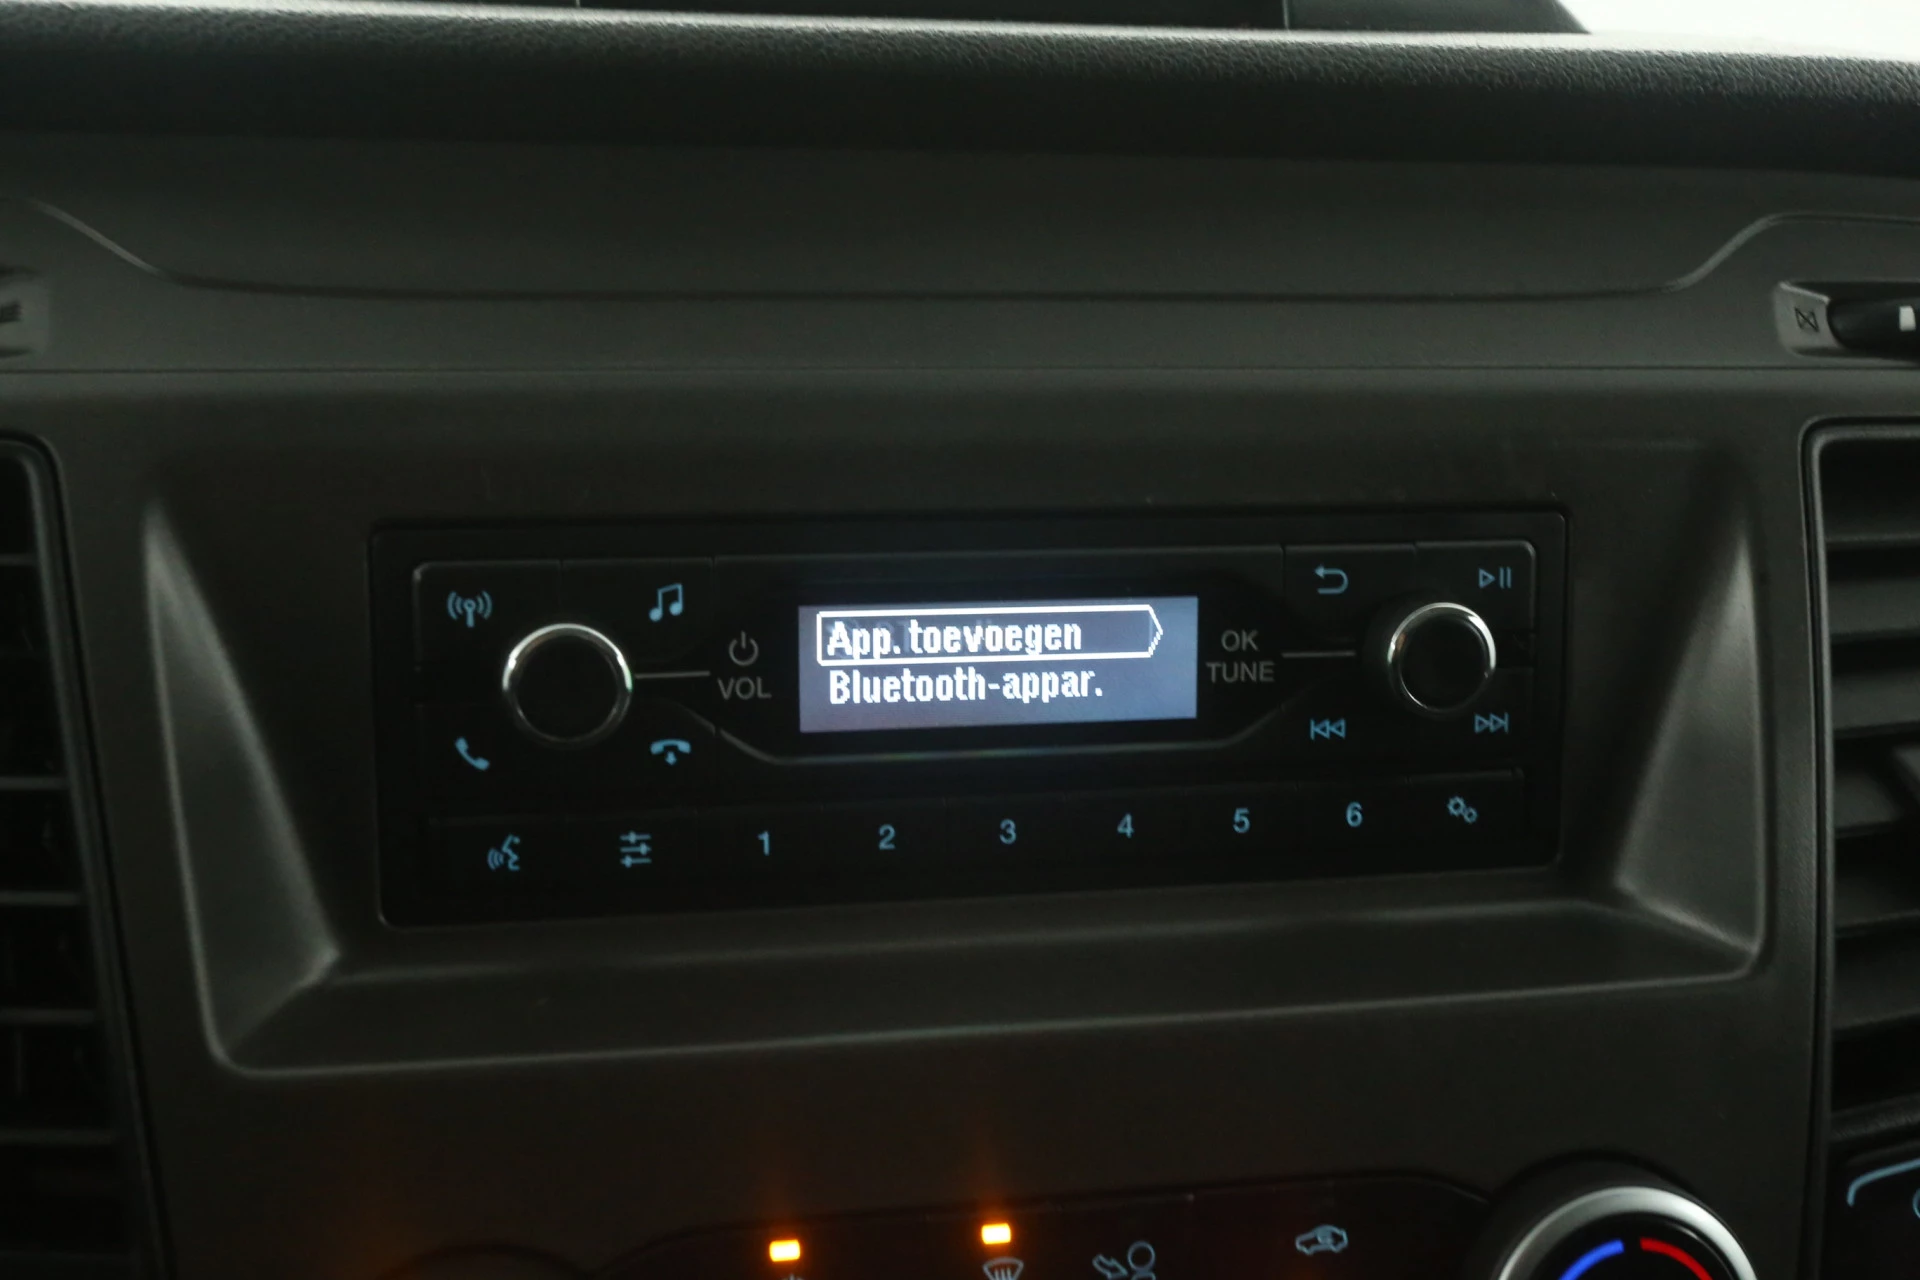 App. toevoegen
Bluetooth-appar.
VOL
OK
TUNE
1 2 3 4 5 6